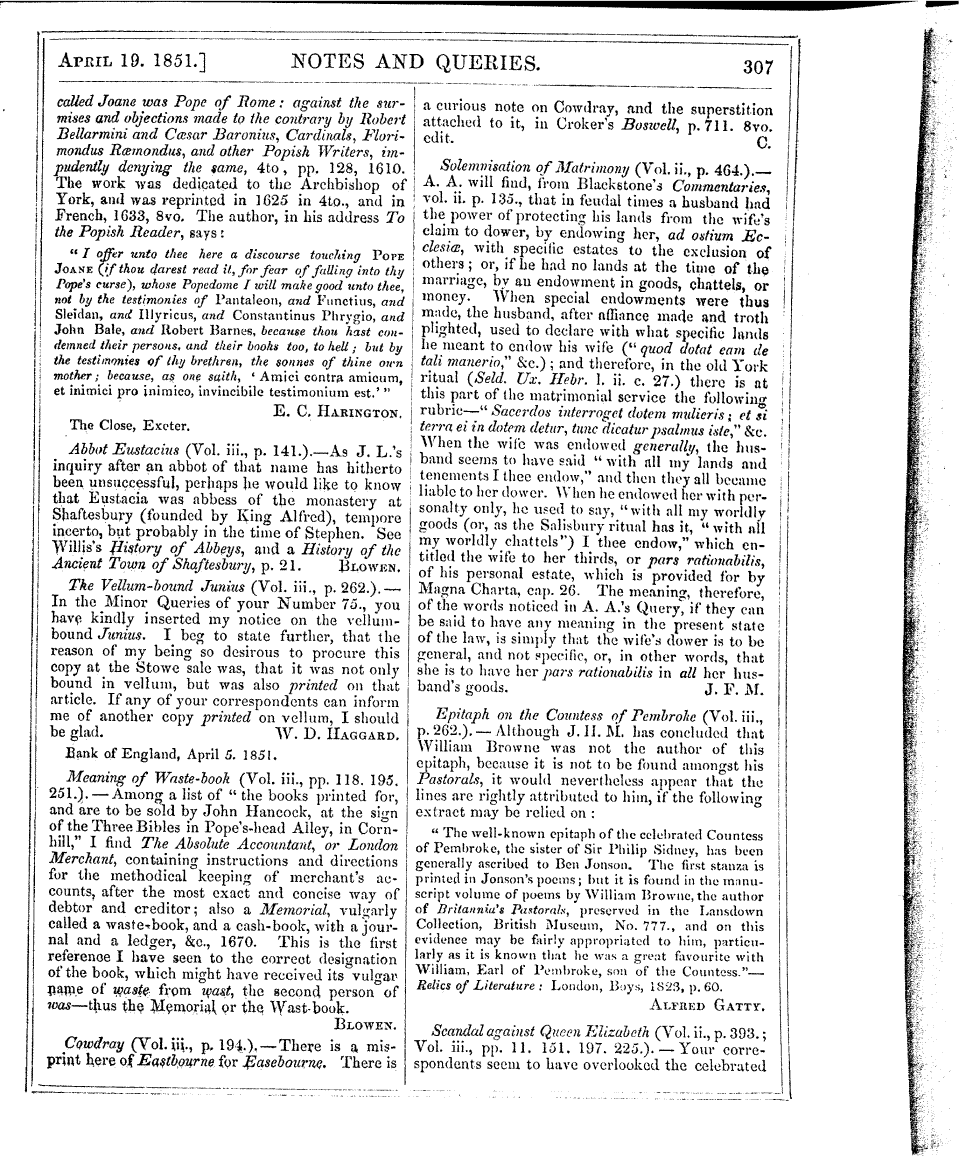 APRIL 19. 1851.] NOTES AND QUERIES. 307
called Joane was Pope of Rome: against the sur-
mises and objections made to the contrary by Robert
Bellarmini and Cæsar Baronius, Cardinals, Flori-
mondus Ræmondus, and other Popish Writers, im-
pudently denying the same, 4to, pp. 128, 1610.
The work was dedicated to the Archbishop of
York, and was reprinted in 1625 in 4to., and in
French, 1633, 8vo. The author, in his address To
the Popish Reader, says:
"I offer unto thee here a discourse touching POPE
JOANE (if thou darest read it, for fear of falling into thy
Pope's curse), whose Popedome I will make good unto thee,
not by the testimonies of Pantaleon, and Functius, and
Sleidan, and Illyricus, and Constantinus Phrygio, and
John Bale, and Robert Barnes, because thou hast con-
demned their persons, and their books too, to hell; but by
the testimonies of thy brethren, the sonnes of thine own
mother; because, as one saith, 'Amici contra amicum,
et inimici pro inimico, invincibile testimonium est.'"
E. C. HARINGTON.
The Close, Exeter.
Abbot Eustacius (Vol. iii., p. 141.).—As J. L.'s
inquiry after an abbot of that name has hitherto
been unsuccessful, perhaps he would like to know
that Eustacia was abbess of the monastery at
Shaftesbury (founded by King Alfred), tempore
incerto, but probably in the time of Stephen. See
Willis's History of Abbeys, and a History of the
Ancient Town of Shaftesbury, p. 21. BLOWEN.
The Vellum-bound Junius (Vol. iii., p. 262.).—
In the Minor Queries of your Number 75., you
have kindly inserted my notice on the vellum-
bound Junius. I beg to state further, that the
reason of my being so desirous to procure this
copy at the Stowe sale was, that it was not only
bound in vellum, but was also printed on that
article. If any of your correspondents can inform
me of another copy printed on vellum, I should
be glad. W. D. HAGGARD.
Bank of England, April 5. 1851.
Meaning of Waste-book (Vol. iii., pp. 118. 195.
251.).—Among a list of "the books printed for,
and are to be sold by John Hancock, at the sign
of the Three Bibles in Pope's-head Alley, in Corn-
hill," I find The Absolute Accountant, or London
Merchant, containing instructions and directions
for the methodical keeping of merchant's ac-
counts, after the most exact and concise way of
debtor and creditor; also a Memorial, vulgarly
called a waste-book, and a cash-book, with a jour-
nal and a ledger, &c., 1670. This is the first
reference I have seen to the correct designation
of the book, which might have received its vulgar
name of waste from wast, the second person of
was—thus the Memorial or the Wast-book.
BLOWEN.
Cowdray (Vol. iii., p. 194.).—There is a mis-
print here of Eastbourne for Easebourne. There is
a curious note on Cowdray, and the superstition
attached to it, in Croker's Boswell, p. 711. 8vo.
edit. C.
Solemnisation of Matrimony (Vol. ii., p. 464.).—
A. A. will find, from Blackstone's Commentaries,
vol. ii. p. 135., that in feudal times a husband had
the power of protecting his lands from the wife's
claim to dower, by endowing her, ad ostium Ec-
clesiæ, with specific estates to the exclusion of
others; or, if he had no lands at the time of the
marriage, by an endowment in goods, chattels, or
money. When special endowments were thus
made, the husband, after affiance made and troth
plighted, used to declare with what specific lands
he meant to endow his wife ("quod dotat eam de
tali manerio," &c.); and therefore, in the old York
ritual (Seld. Ux. Hebr. l. ii. c. 27.) there is at
this part of the matrimonial service the following
rubric—"Sacerdos interroget dotem mulieris; et si
terra ei in dotem detur, tunc dicatur psalmus iste," &c.
When the wife was endowed generally, the hus-
band seems to have said "with all my lands and
tenements I thee endow," and then they all became
liable to her dower. When he endowed her with per-
sonalty only, he used to say, "with all my worldly
goods (or, as the Salisbury ritual has it, "with all
my worldly chattels") I thee endow," which en-
titled the wife to her thirds, or pars rationabilis,
of his personal estate, which is provided for by
Magna Charta, cap. 26. The meaning, therefore,
of the words noticed in A. A.'s Query, if they can
be said to have any meaning in the present state
of the law, is simply that the wife's dower is to be
general, and not specific, or, in other words, that
she is to have her pars rationabilis in all her hus-
band's goods. J. F. M.
Epitaph on the Countess of Pembroke (Vol. iii.,
p. 262.).—Although J. H. M. has concluded that
William Browne was not the author of this
epitaph, because it is not to be found amongst his
Pastorals, it would nevertheless appear that the
lines are rightly attributed to him, if the following
extract may be relied on:
"The well-known epitaph of the celebrated Countess
of Pembroke, the sister of Sir Philip Sidney, has been
generally ascribed to Ben Jonson. The first stanza is
printed in Jonson's poems; but it is found in the manu-
script volume of poems by William Browne, the author
of Britannia's Pastorals, preserved in the Lansdown
Collection, British Museum, No. 777., and on this
evidence may be fairly appropriated to him, particu-
larly as it is known that he was a great favourite with
William, Earl of Pembroke, son of the Countess."—
Relics of Literature: London, Boys, 1823, p. 60.
ALFRED GATTY.
Scandal against Queen Elizabeth (Vol. ii., p. 393.;
Vol. iii., pp. 11. 151. 197. 225.).—Your corre-
spondents seem to have overlooked the celebrated